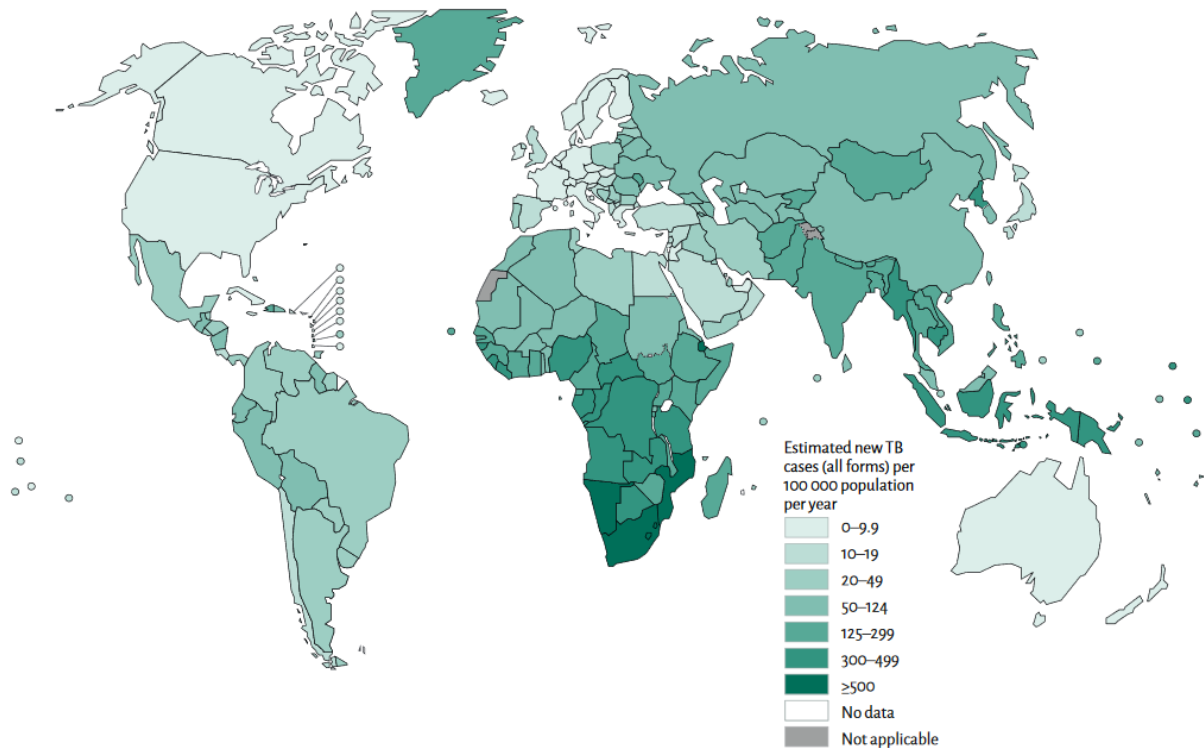 Estimated new TB
cases (all forms) per
100 000 population
per year
0–9.9
10–19
20–49
50–124
125–299
300–499
≥500
No data
Not applicable